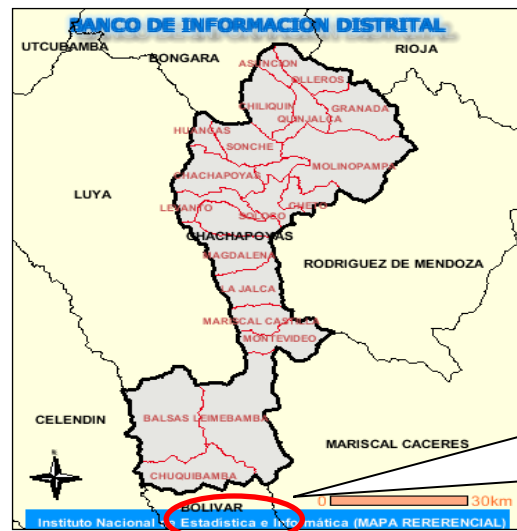 BANCO DE INFORMACION DISTRITAL
UTCUBAMBA
BONGARA
RIOJA
ASUNCION
OLLEROS
CHILIQUIN
GRANADA
QUINJALCA
HUANCAS
SONCHE
MOLINOPAMPA
CHACHAPOYAS
LUYA
LEVANTO
CHETO
SOLOCO
CHACHAPOYAS
MAGDALENA
RODRIGUEZ DE MENDOZA
LA JALCA
MARISCAL CASTILLA
MONTEVIDEO
CELENDIN
BALSAS
LEIMEBAMBA
MARISCAL CACERES
CHUQUIBAMBA
E
BOLIVAR
0
30km
Instituto Nacional de Estadística e Informática (MAPA RERERENCIAL)